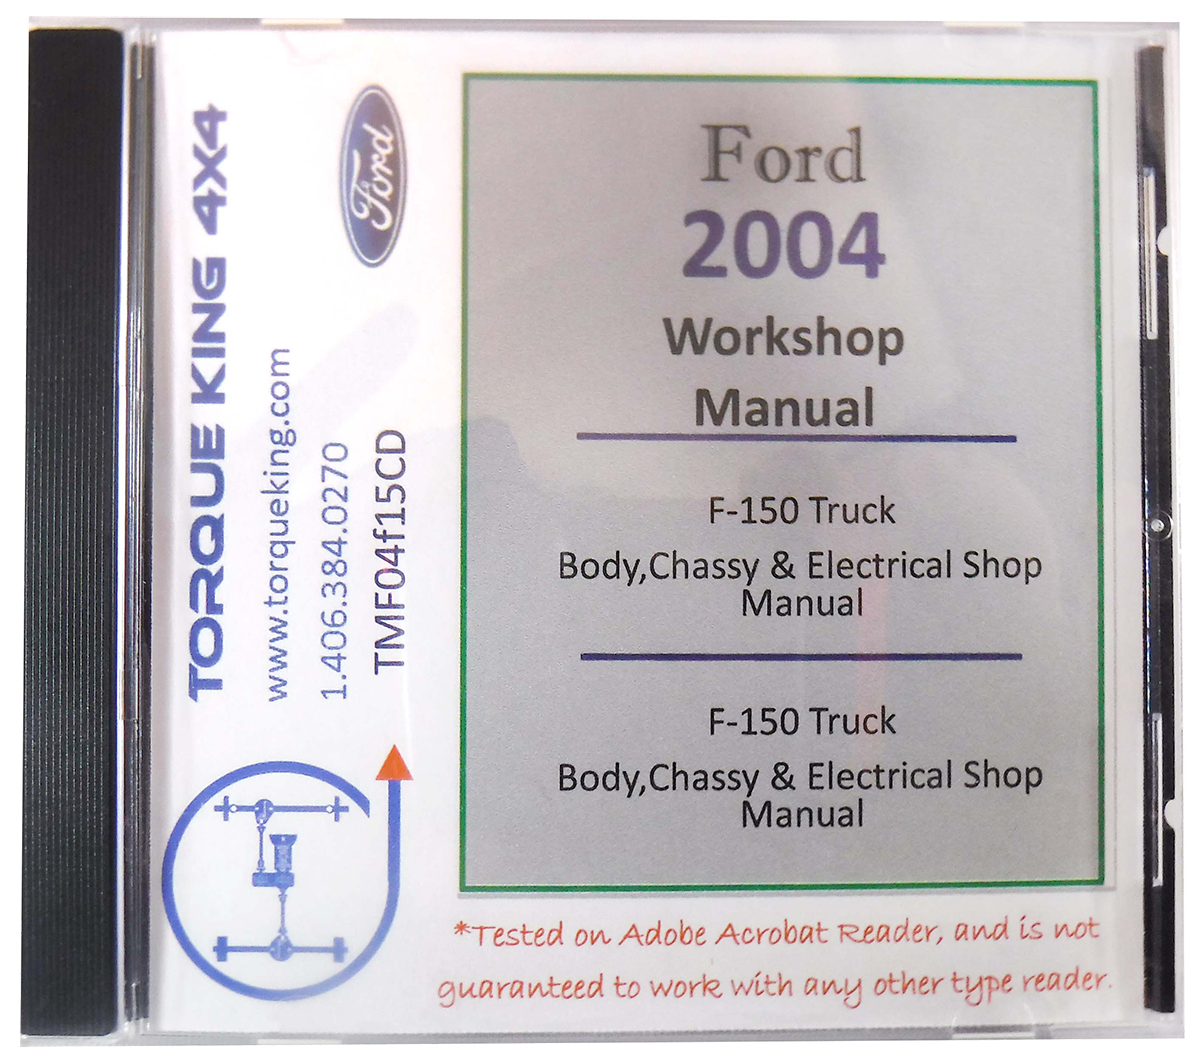 TORQUE KING 4X4
www.torqueking.com
1.406.384.0270
TMF04f15CD
Ford
Ford
2004
Workshop
Manual
F-150 Truck
Body,Chassy & Electrical Shop
Manual
F-150 Truck
Body,Chassy & Electrical Shop
Manual
*Tested on Adobe Acrobat Reader, and is not
guaranteed to work with any other type reader.